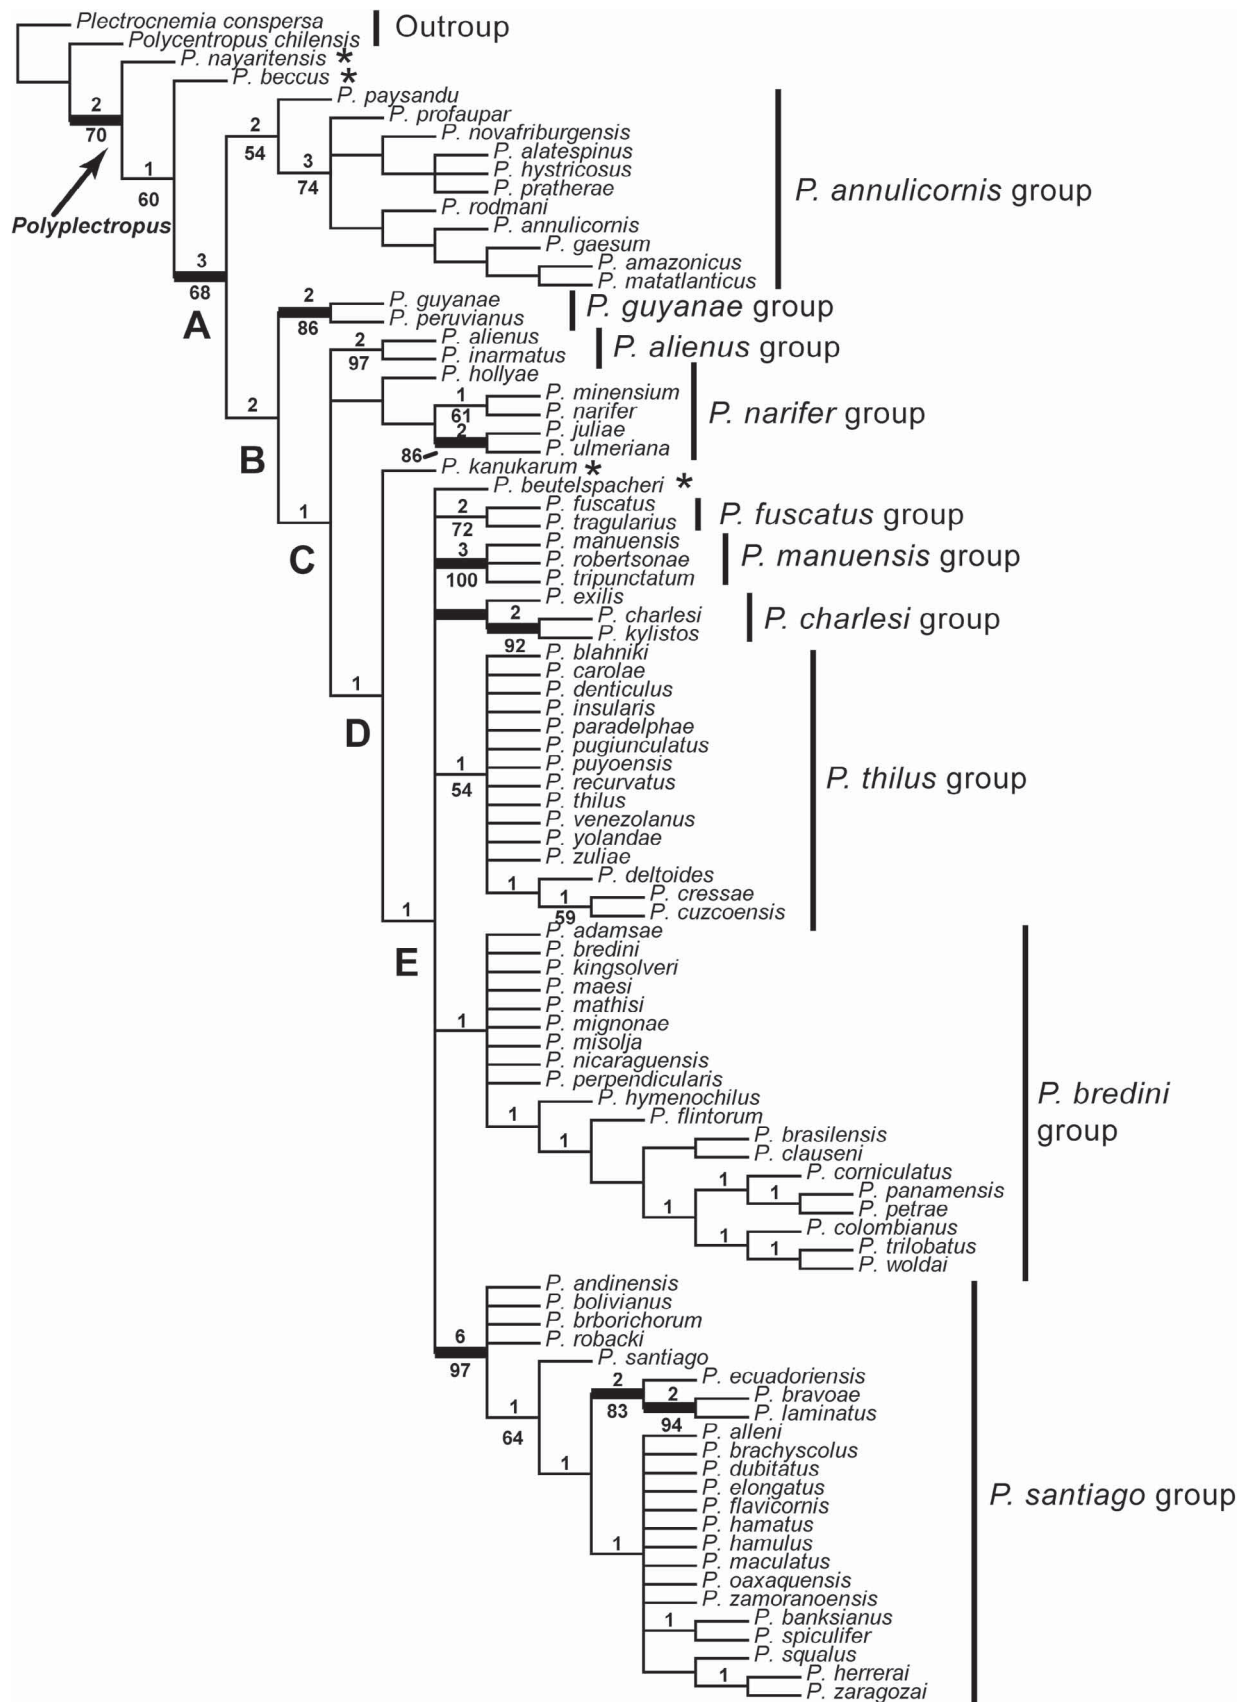 Plectrocnemia conspersa
Polycentropus chilensis
Outroup
P. nayaritensis *
P. beccus *
2
70
Polyplectropus
1
60
3
68
A
P. paysandu
2
54
P. profaupar
P. novafriburgensis
P. alatespinus
3
74
P. hystricosus
P. pratherae
P. rodmani
P. annulicornis
P. gaesum
P. amazonicus
P. matatlanticus
P. annulicornis group
2
86
P. guyanae
P. peruvianus
P. guyanae group
2
B
2
97
P. alienus
P. inarmatus
P. alienus group
P. hollyae
1
61
P. minensium
P. narifer
2
86
P. juliae
P. ulmeriana
P. narifer group
1
C
P. kanukarum *
P. beutelspacheri *
2
72
P. fuscatus
P. tragularius
P. fuscatus group
3
100
P. manuensis
P. robertsonae
P. tripunctatum
P. manuensis group
P. exilis
2
92
P. charlesi
P. kylistos
P. charlesi group
1
D
P. blahniki
P. carolae
P. denticulus
P. insularis
P. paradelphae
P. pugiunculatus
1
54
P. puyoensis
P. recurvatus
P. thilus
P. venezolanus
P. yolandae
P. zuliae
1
P. deltoides
1
59
P. cressae
P. cuzcoensis
P. thilus group
1
E
P. adamsae
P. bredini
P. kingsolveri
P. maesi
P. mathisi
1
P. mignonae
P. misolja
P. nicaraguensis
P. perpendicularis
1
P. hymenochilus
1
P. flintorum
P. brasilensis
P. clauseni
1
1
P. corniculatus
1
P. panamensis
P. petrae
1
P. colombianus
1
P. trilobatus
P. woldai
P. bredini
group
P. andinensis
P. bolivianus
P. brborichorum
P. robacki
6
97
P. santiago
1
64
2
83
P. ecuadoriensis
2
94
P. bravoae
P. laminatus
1
P. alleni
P. brachyscolus
P. dubitatus
P. elongatus
P. flavicornis
P. hamatus
1
P. hamulus
P. maculatus
P. oaxaquensis
P. zamoranoensis
1
P. banksianus
P. spiculifer
P. squalus
1
P. herrerai
P. zaragozai
P. santiago group